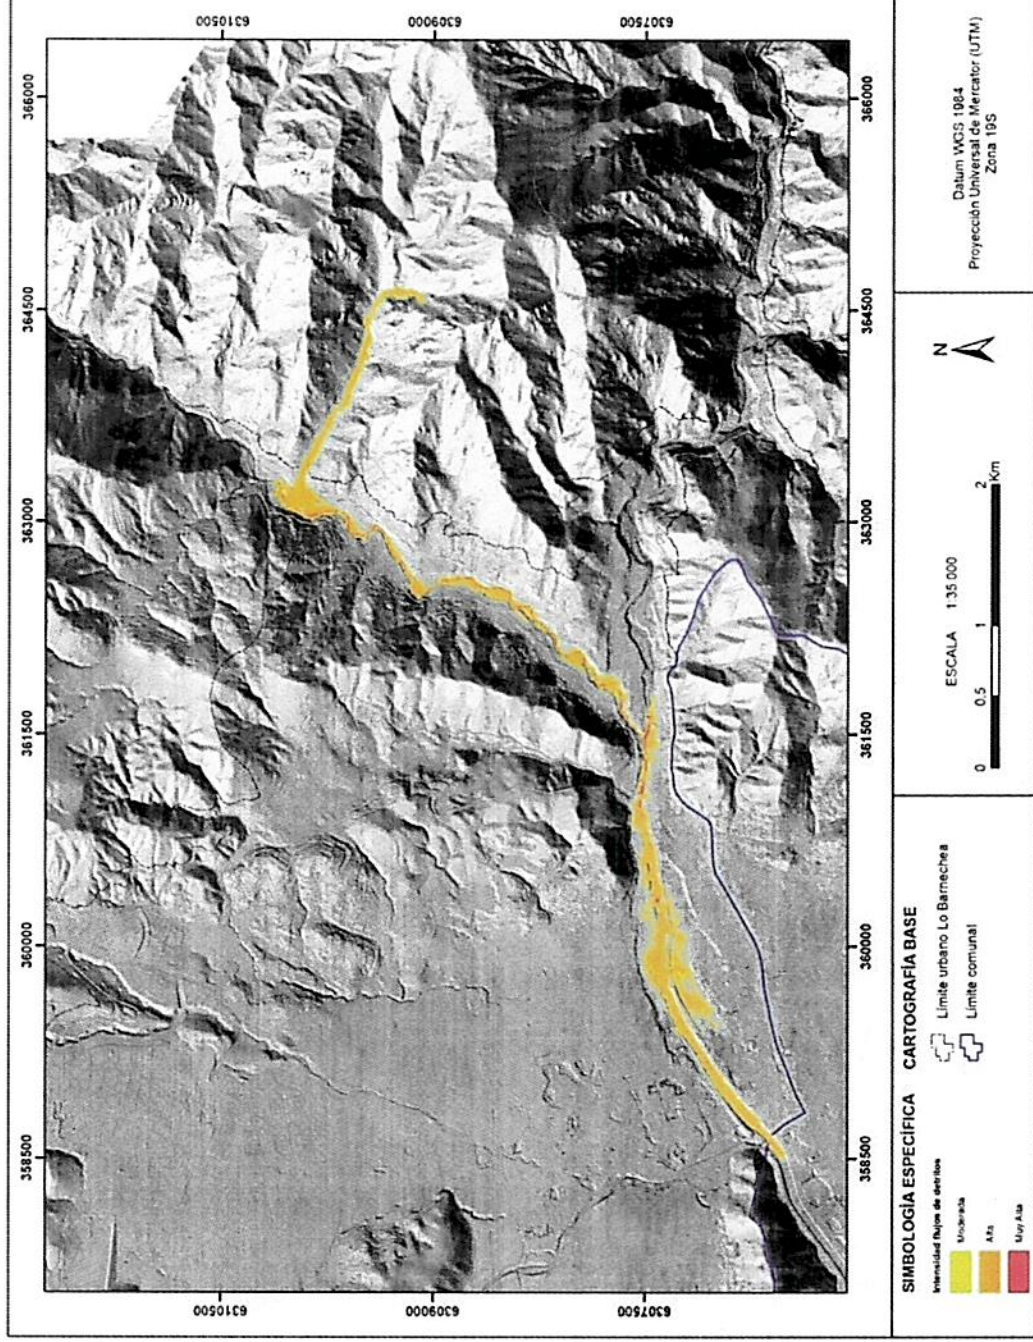 358500
360000
361500
363000
364500
366000
6310500
6309000
6307500
6310500
6309000
6307500
358500
360000
361500
363000
364500
366000
SIMBOLOGÍA ESPECÍFICA
Intensidad flujos de detritos
Moderada
Alta
Muy Alta
CARTOGRAFÍA BASE
Límite urbano Lo Barnechea
Límite comunal
ESCALA 1:35 000
0 0,5 1 2
Km
N
Datum WGS 1984
Proyección Universal de Mercator (UTM)
Zona 19S